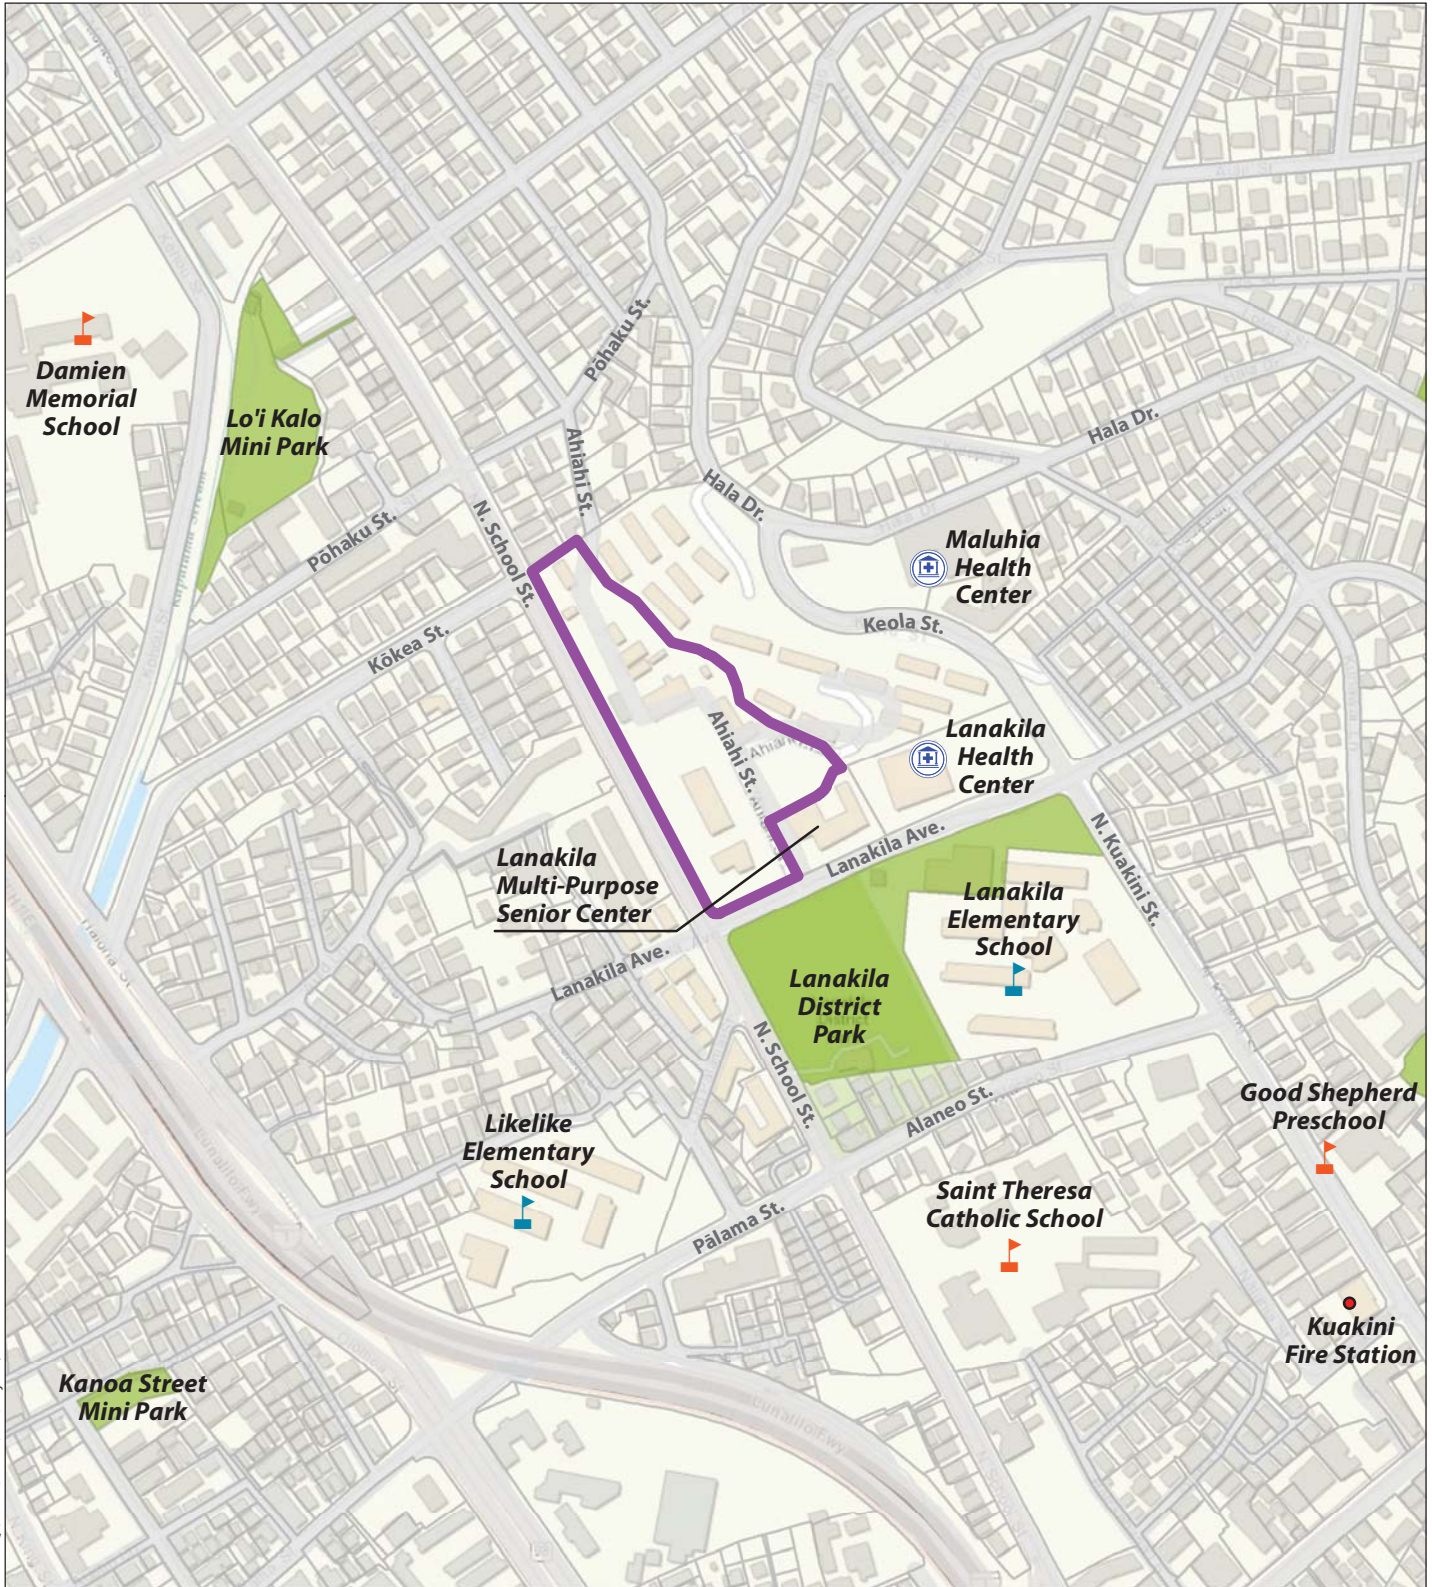 Pōhaku St.
Damien
Memorial
School
Lo'i Kalo
Mini Park
Ahiahi St.
Hala Dr.
Hala Dr.
N. School St.
Pōhaku St.
Maluhia
Health
Center
Keola St.
Kōkea St.
Ahiahi St.
Lanakila
Health
Center
Lanakila Ave.
N. Kuakini St.
Lanakila
Multi-Purpose
Senior Center
Lanakila
Elementary
School
Lanakila Ave.
Lanakila
District
Park
N. School St.
Alaneo St.
Good Shepherd
Preschool
Likelike
Elementary
School
Saint Theresa
Catholic School
Pālama St.
Kuakini
Fire Station
Kanoa Street
Mini Park